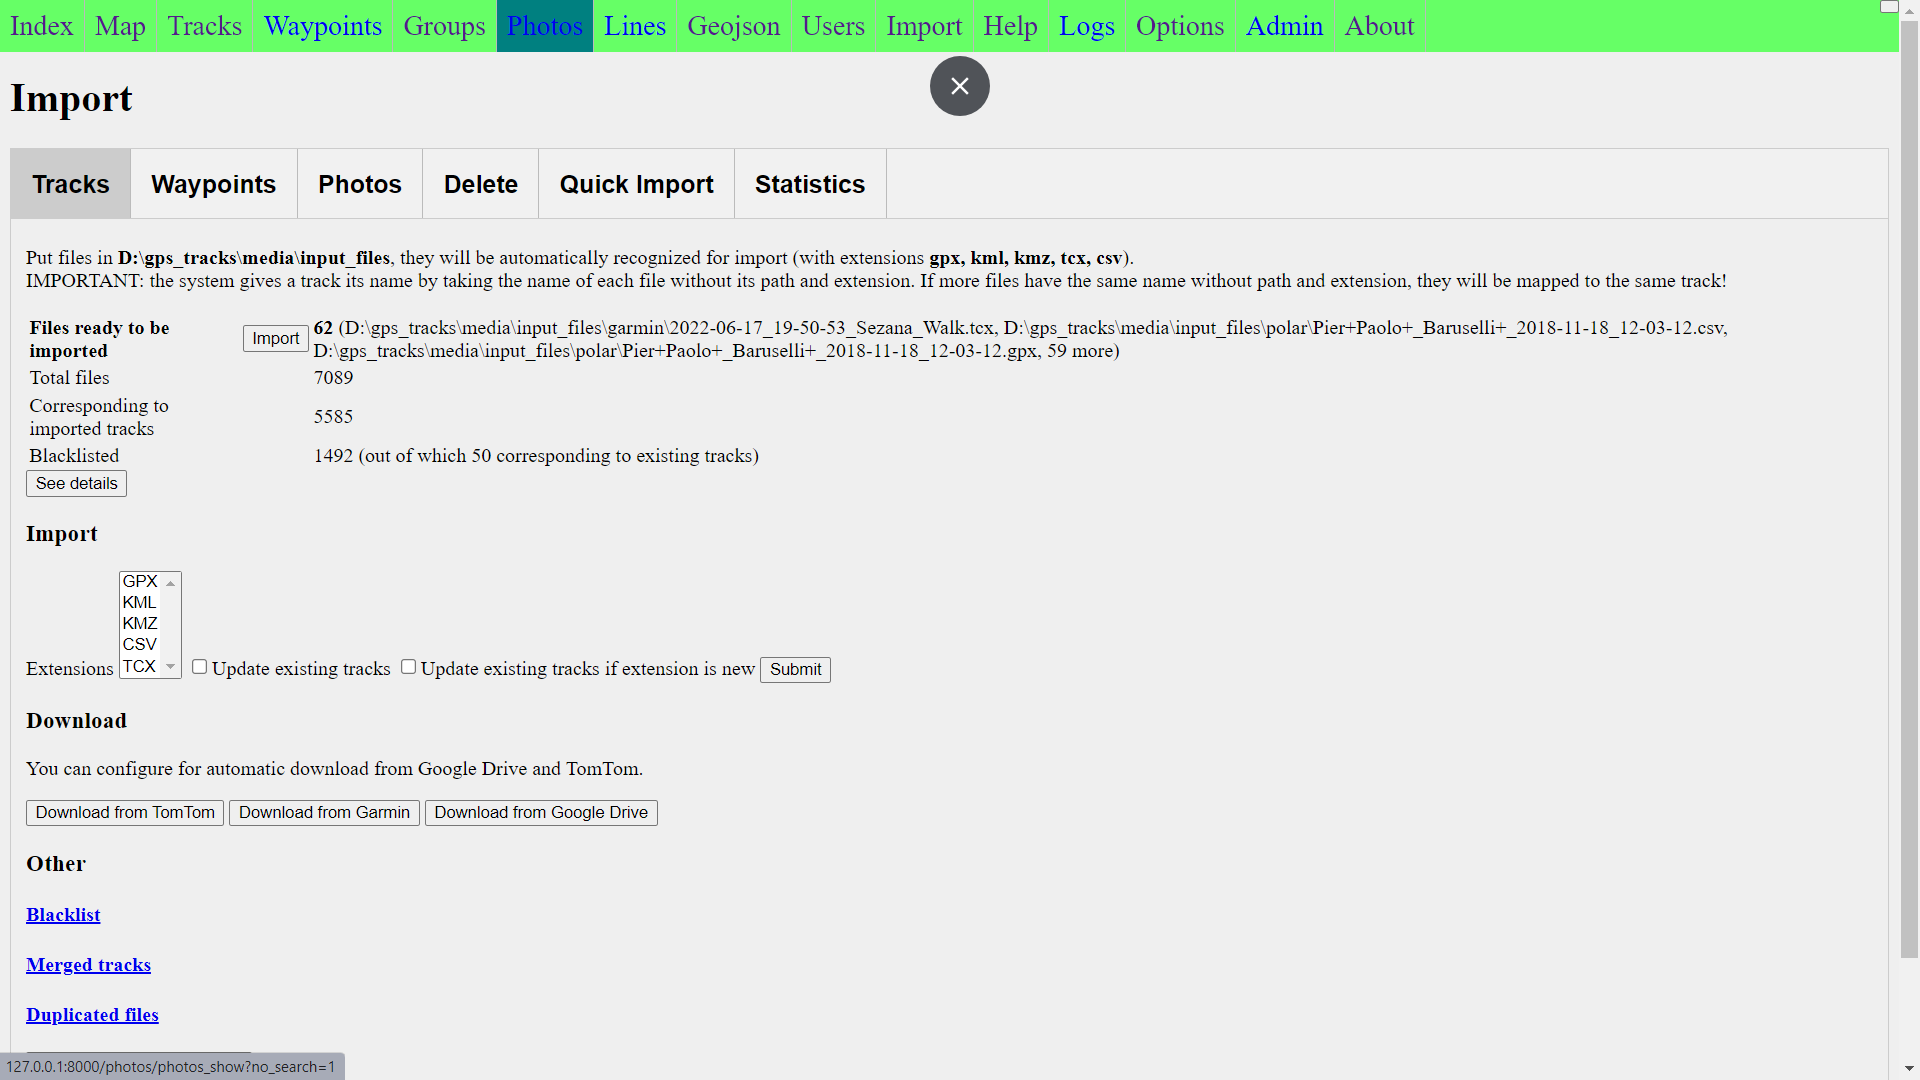 Index Map Tracks Waypoints Groups Photos Lines Geojson Users Import Help Logs Options Admin About
Import
Tracks Waypoints Photos Delete Quick Import Statistics
Put files in D:\gps_tracks\media\input_files, they will be automatically recognized for import (with extensions gpx, kml, kmz, tcx, csv).
IMPORTANT: the system gives a track its name by taking the name of each file without its path and extension. If more files have the same name without path and extension, they will be mapped to the same track!
Files ready to be
imported
Import
62 (D:\gps_tracks\media\input_files\garmin\2022-06-17_19-50-53_Sezana_Walk.tcx, D:\gps_tracks\media\input_files\polar\Pier+Paolo+_Baruselli+_2018-11-18_12-03-12.csv,
D:\gps_tracks\media\input_files\polar\Pier+Paolo+_Baruselli+_2018-11-18_12-03-12.gpx, 59 more)
Total files 7089
Corresponding to
imported tracks
5585
Blacklisted 1492 (out of which 50 corresponding to existing tracks)
See details
Import
GPX
KML
KMZ
CSV
TCX
Extensions Update existing tracks Update existing tracks if extension is new Submit
Download
You can configure for automatic download from Google Drive and TomTom.
Download from TomTom Download from Garmin Download from Google Drive
Other
Blacklist
Merged tracks
Duplicated files
127.0.0.1:8000/photos/photos_show?no_search=1